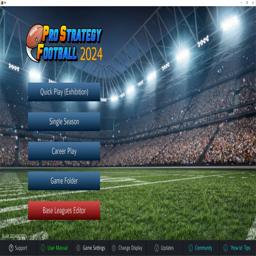 Pro Strategy
Football 2024
Quick Play (Exhibition)
Single Season
Career Play
Game Folder
Base Leagues Editor
Support
User Manual
Game Settings
Change Display
Updates
Community
How to Tips